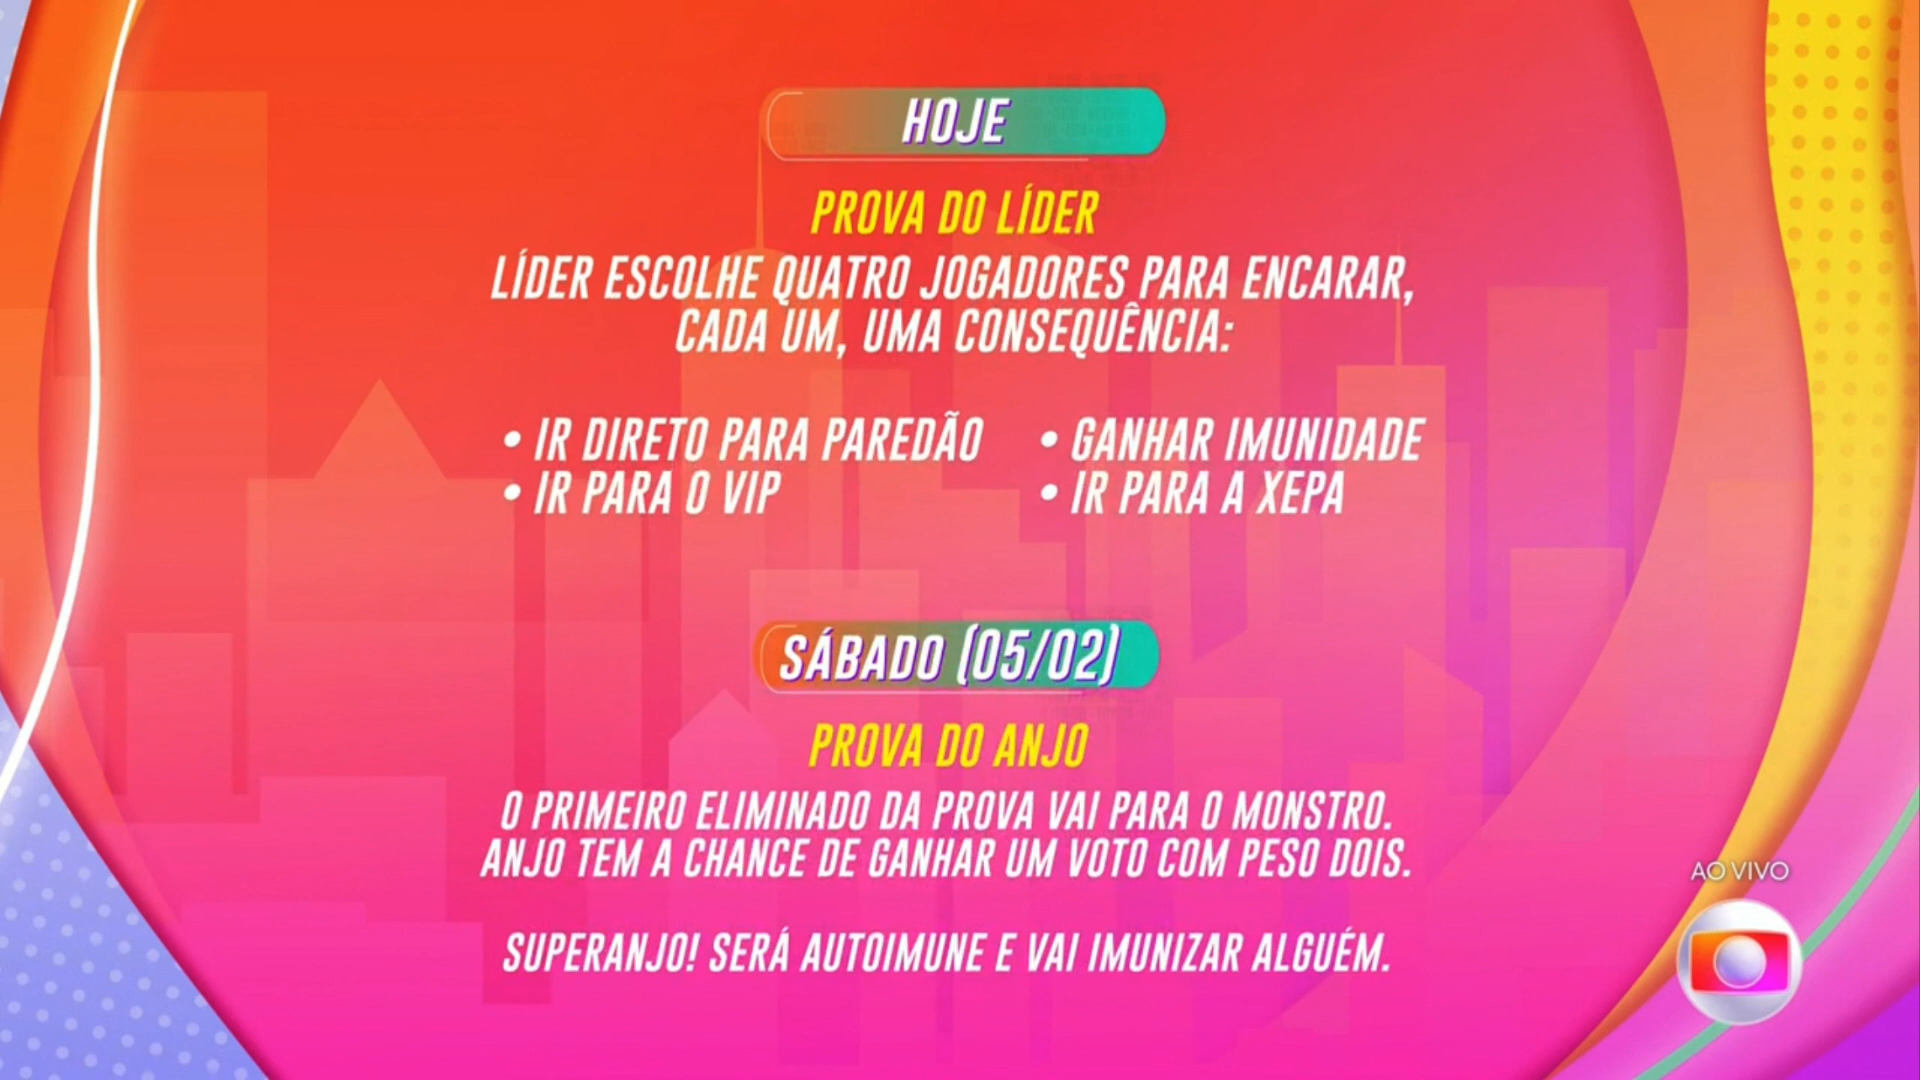 HOJE
PROVA DO LÍDER
LÍDER ESCOLHE QUATRO JOGADORES PARA ENCARAR,
CADA UM, UMA CONSEQUÊNCIA:
• IR DIRETO PARA PAREDÃO
• IR PARA O VIP
• GANHAR IMUNIDADE
• IR PARA A XEPA
SÁBADO (05/02)
PROVA DO ANJO
O PRIMEIRO ELIMINADO DA PROVA VAI PARA O MONSTRO.
ANJO TEM A CHANCE DE GANHAR UM VOTO COM PESO DOIS.
SUPERANJO! SERÁ AUTOIMUNE E VAI IMUNIZAR ALGUÉM.
AO VIVO